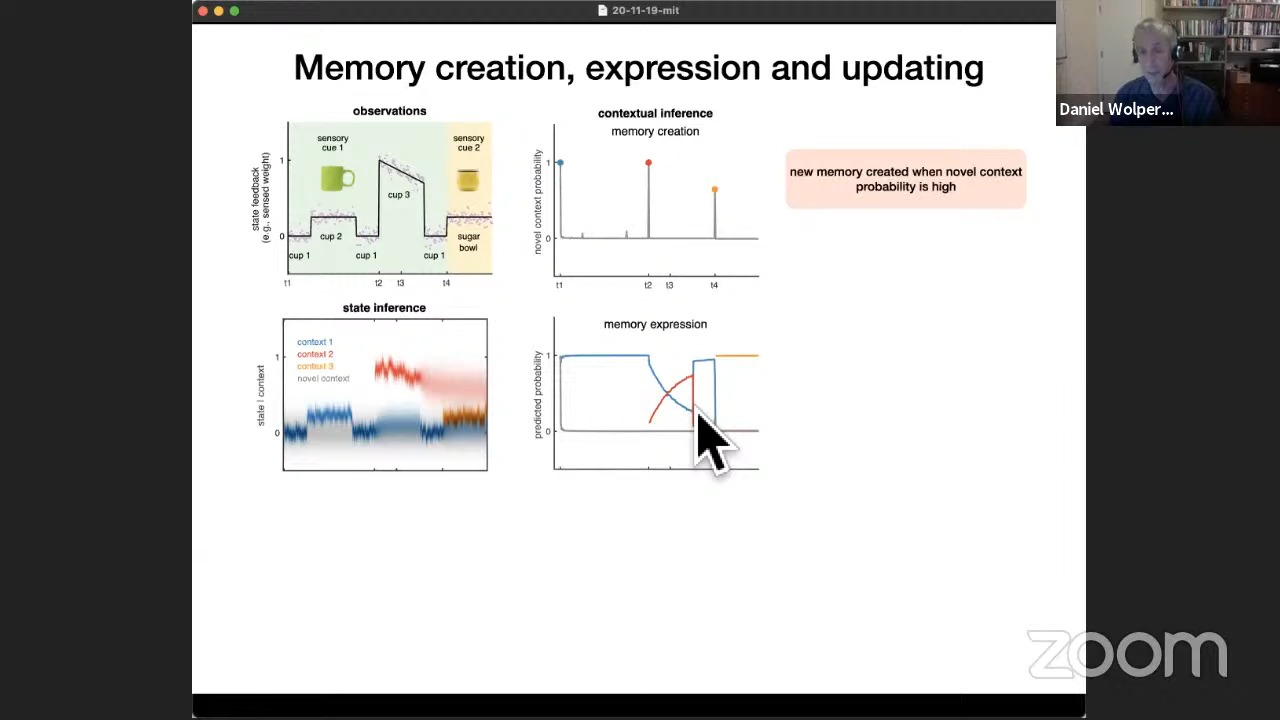 20-11-19-mit
Daniel Wolper...
Memory creation, expression and updating
observations
sensory
cue 1
sensory
cue 2
state feedback
(e.g., sensed weight)
1
0
cup 3
cup 2
sugar
bowl
cup 1
cup 1
cup 1
t1
t2
t3
t4
contextual inference
memory creation
novel context probability
1
0
t1
t2
t3
t4
new memory created when novel context
probability is high
state inference
context 1
context 2
context 3
novel context
state | context
1
0
memory expression
predicted probability
1
0
zoom